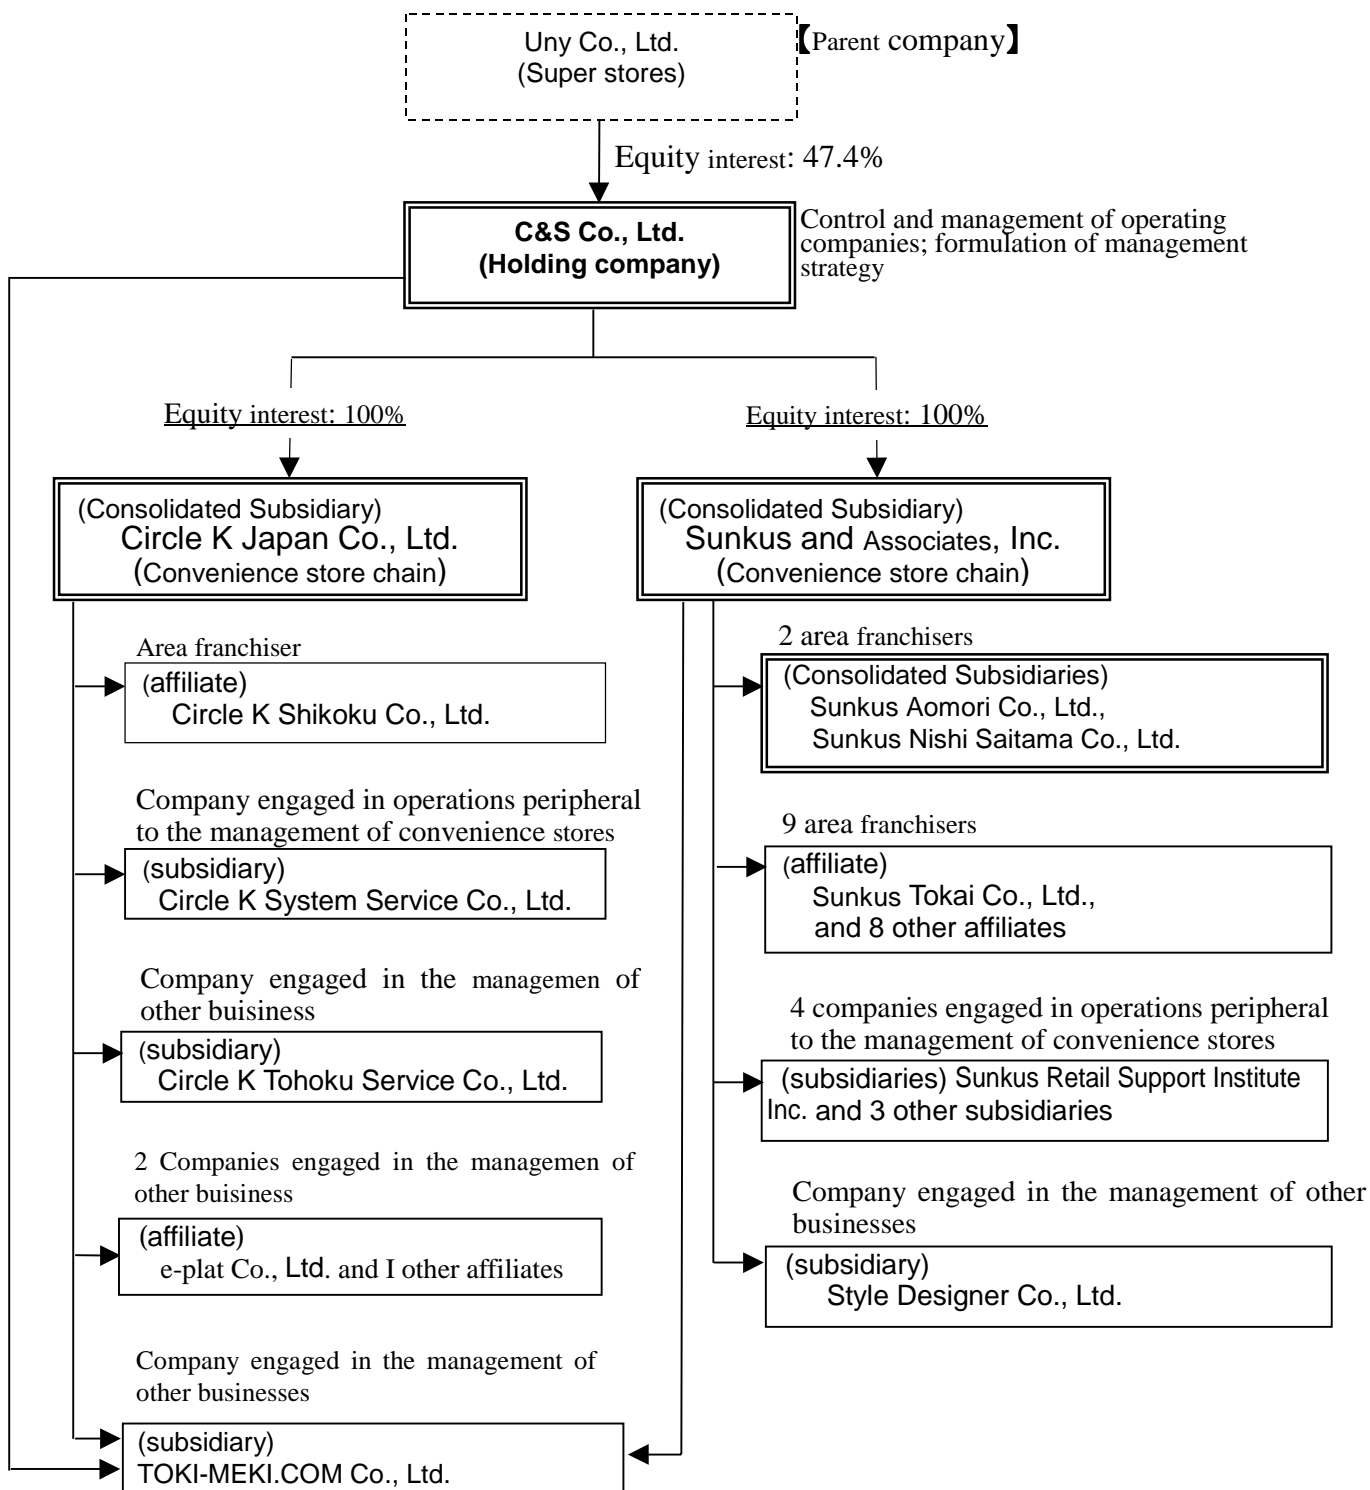 Uny Co., Ltd.
(Super stores)
【Parent company】
Equity interest: 47.4%
C&S Co., Ltd.
(Holding company)
Control and management of operating
companies; formulation of management
strategy
Equity interest: 100%
Equity interest: 100%
(Consolidated Subsidiary)
Circle K Japan Co., Ltd.
(Convenience store chain)
(Consolidated Subsidiary)
Sunkus and Associates, Inc.
(Convenience store chain)
Area franchiser
(affiliate)
Circle K Shikoku Co., Ltd.
Company engaged in operations peripheral
to the management of convenience stores
(subsidiary)
Circle K System Service Co., Ltd.
Company engaged in the managemen of
other buisiness
(subsidiary)
Circle K Tohoku Service Co., Ltd.
2 Companies engaged in the managemen of
other buisiness
(affiliate)
e-plat Co., Ltd. and I other affiliates
Company engaged in the management of
other businesses
(subsidiary)
TOKI-MEKI.COM Co., Ltd.
2 area franchisers
(Consolidated Subsidiaries)
Sunkus Aomori Co., Ltd.,
Sunkus Nishi Saitama Co., Ltd.
9 area franchisers
(affiliate)
Sunkus Tokai Co., Ltd.,
and 8 other affiliates
4 companies engaged in operations peripheral
to the management of convenience stores
(subsidiaries) Sunkus Retail Support Institute
Inc. and 3 other subsidiaries
Company engaged in the management of other
businesses
(subsidiary)
Style Designer Co., Ltd.